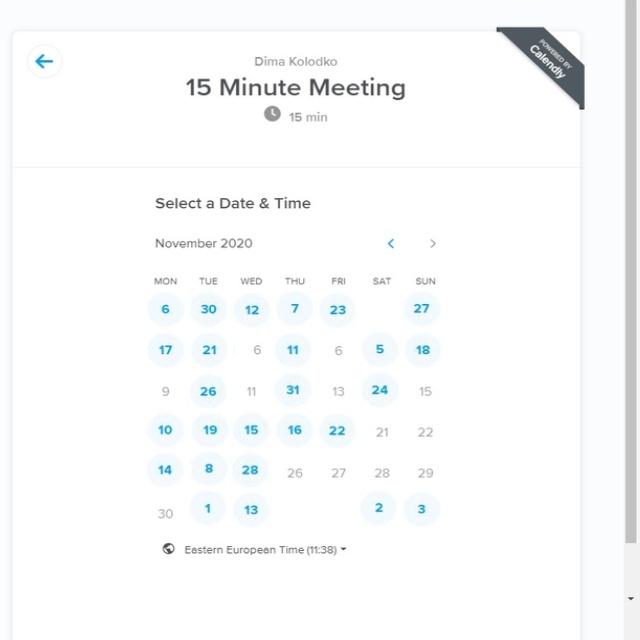 Dima Kolodko
POWERED BY
Calendly
15 Minute Meeting
15 min
Select a Date & Time
November 2020
MON TUE WED THU FRI SAT SUN
6 30 12 7 23 27
17 21 6 11 6 5 18
9 26 11 31 13 24 15
10 19 15 16 22 21 22
14 8 28 26 27 28 29
30 1 13 2 3
Eastern European Time (11:38)